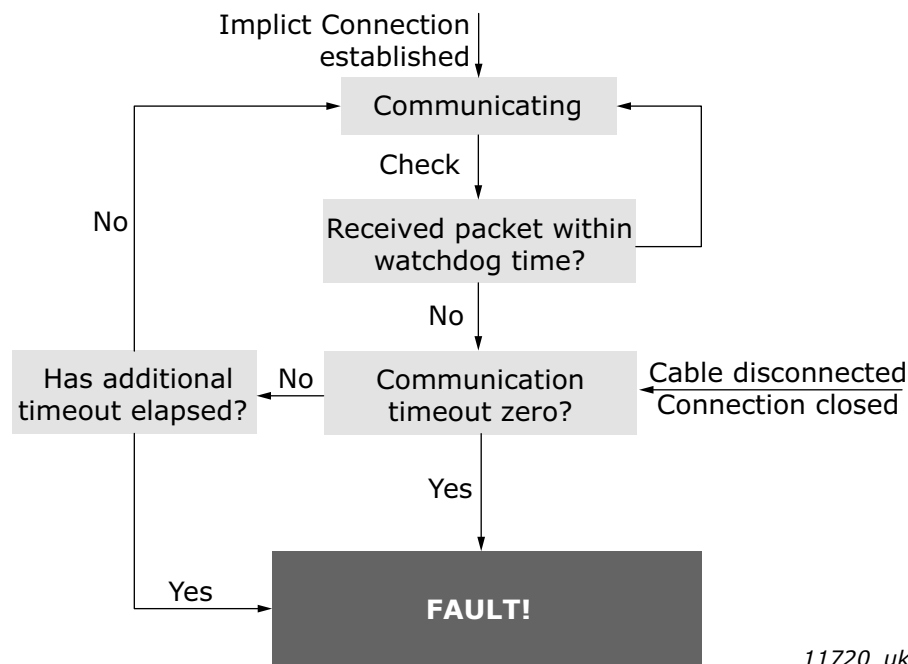 Implict Connection
established
Communicating
Check
No
Received packet within
watchdog time?
No
Has additional
timeout elapsed?
No
Communication
timeout zero?
Cable disconnected
Connection closed
Yes
Yes
FAULT!
11720_uk